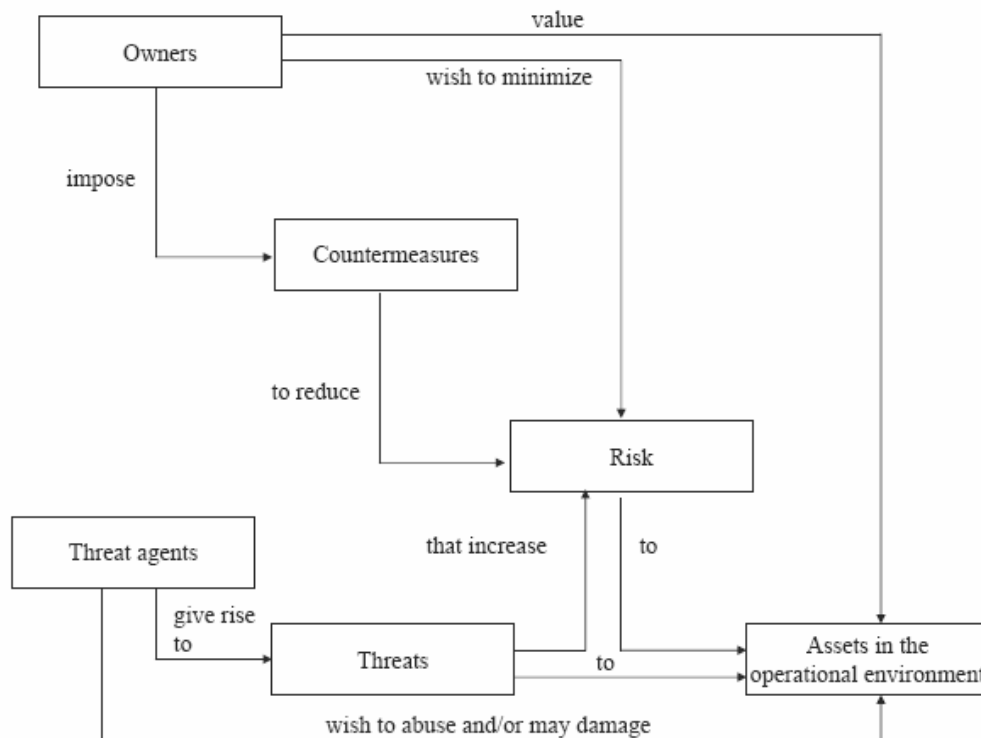 value
Owners
wish to minimize
impose
Countermeasures
to reduce
Risk
that increase
to
Threat agents
give rise
to
Threats
to
Assets in the
operational environment
wish to abuse and/or may damage